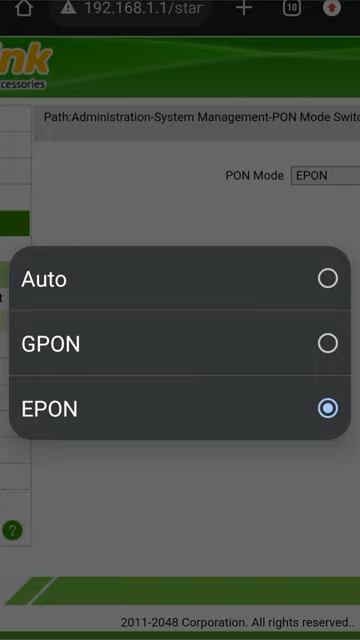 192.168.1.1/star
10
nk
cessories
Path:Administration-System Management-PON Mode Switc
PON Mode EPON
Auto
GPON
EPON
t
?
2011-2048 Corporation. All rights reserved..